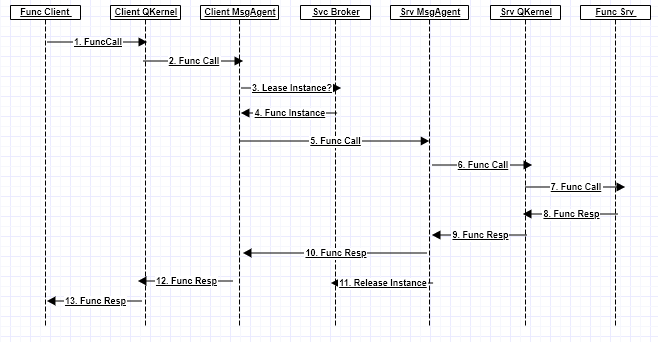 Func Client
Client QKernel
Client MsgAgent
Svc Broker
Srv MsgAgent
Srv QKernel
Func Srv
1. FuncCall
2. Func Call
3. Lease Instance?
4. Func Instance
5. Func Call
6. Func Call
7. Func Call
8. Func Resp
9. Func Resp
10. Func Resp
12. Func Resp
11. Release Instance
13. Func Resp